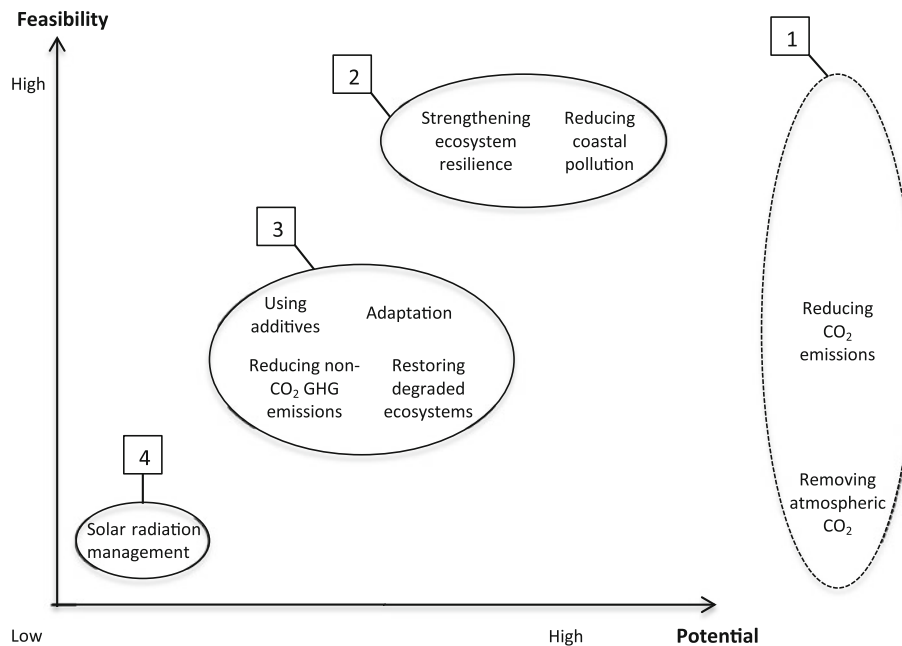 Feasibility
High
1
2
Strengthening
ecosystem
resilience
Reducing
coastal
pollution
3
Using
additives
Adaptation
Reducing non-
CO₂ GHG
emissions
Restoring
degraded
ecosystems
Reducing
CO₂
emissions
4
Solar radiation
management
Removing
atmospheric
CO₂
Low
High
Potential